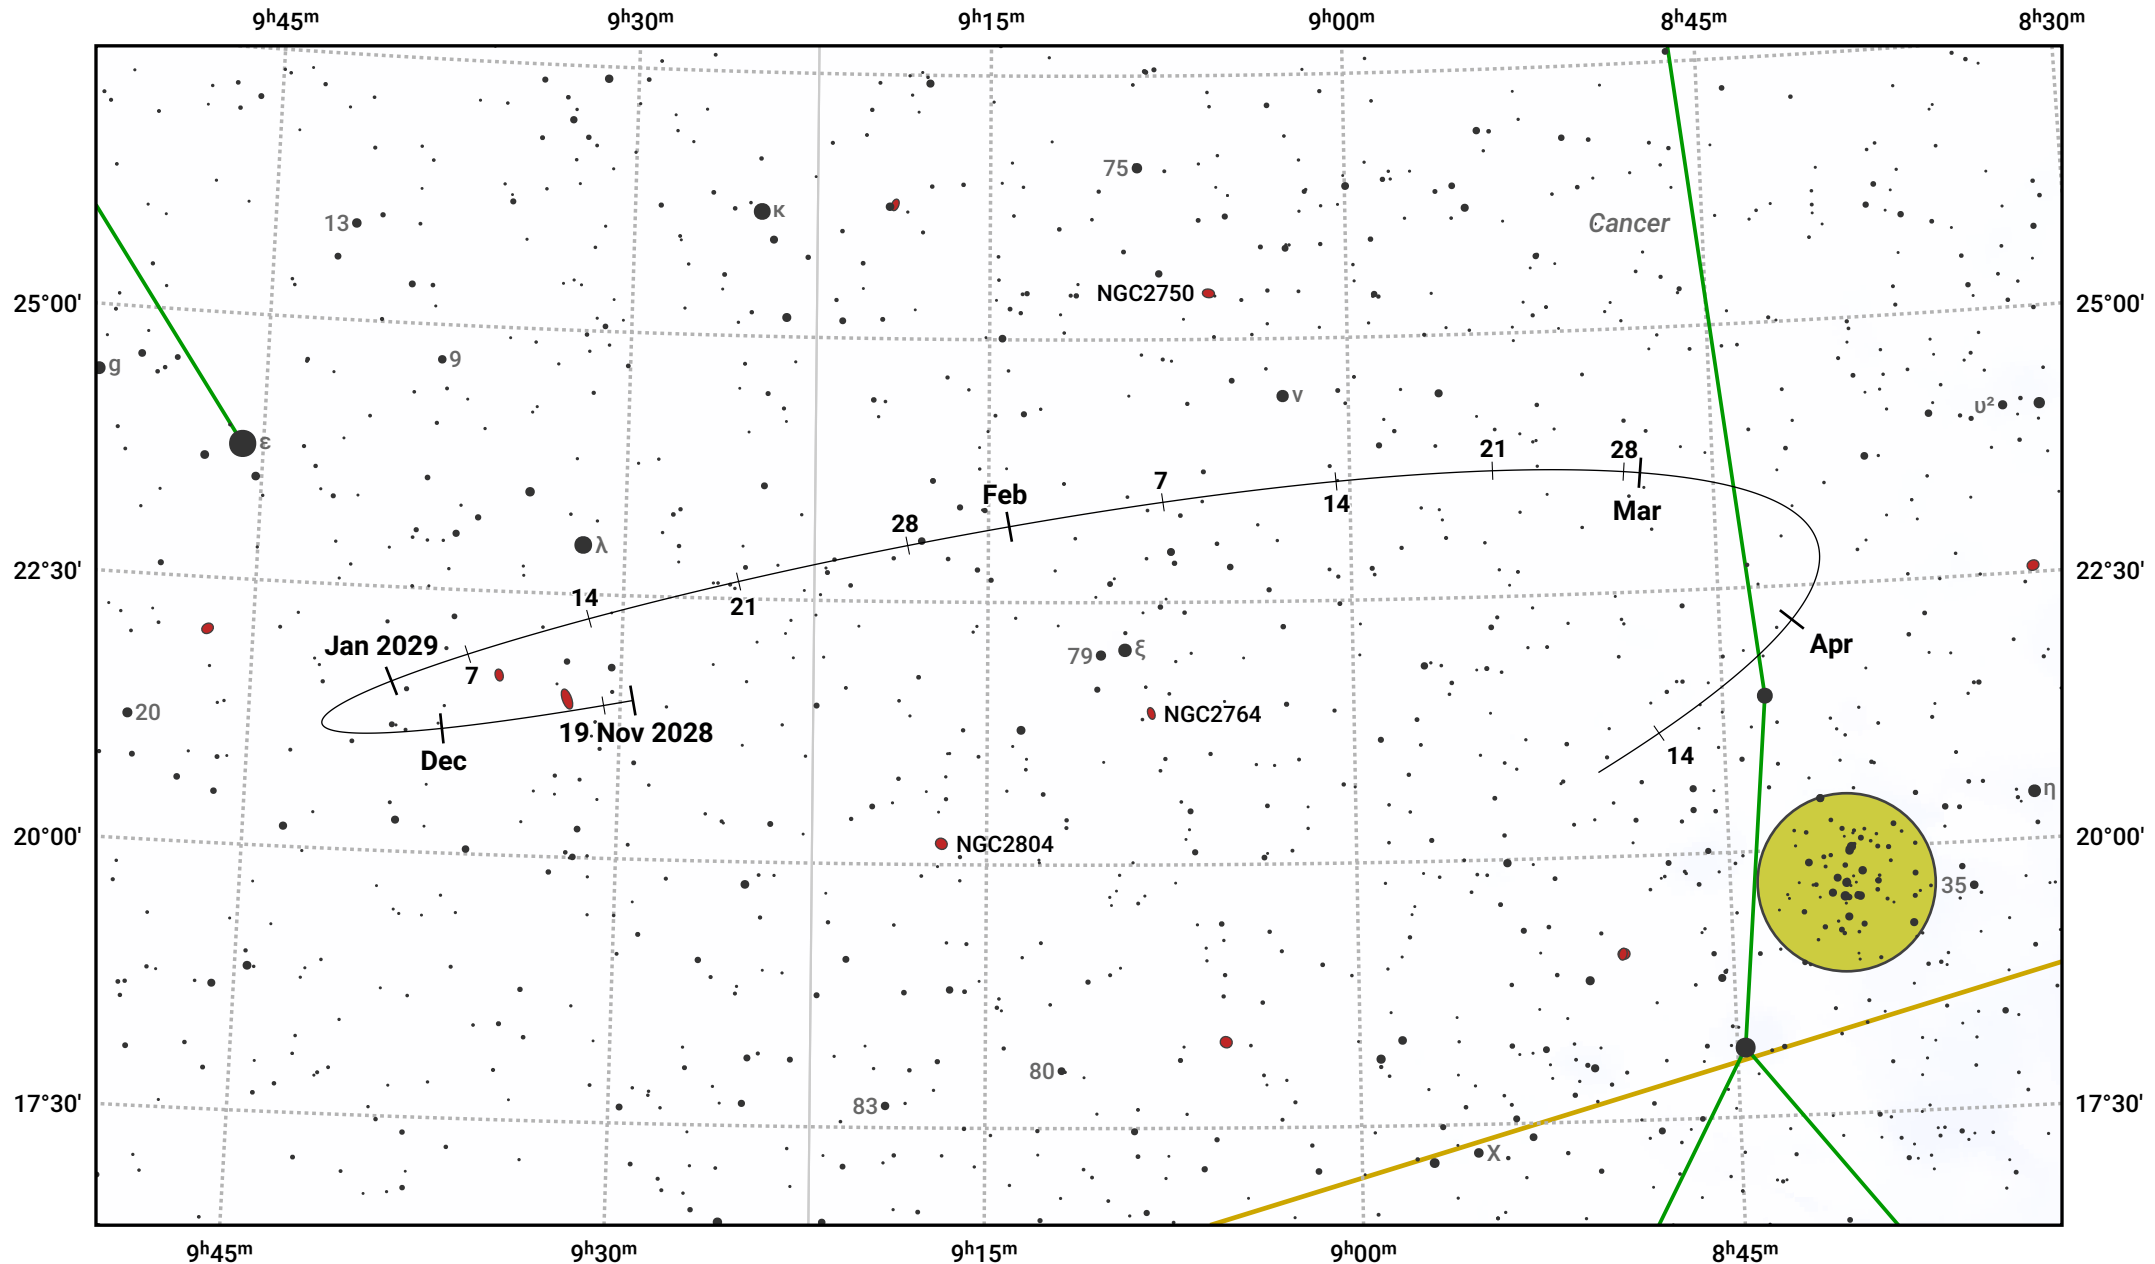 9ʰ45ᵐ 9ʰ30ᵐ 9ʰ15ᵐ 9ʰ00ᵐ 8ʰ45ᵐ 8ʰ30ᵐ
75
13 κ Cancer
25°00' NGC2750 25°00'
g 9
ν υ²
ε
21 28
7
Feb 14 Mar
28
λ
22°30' 22°30'
14 21
Jan 2029 7 79 ξ Apr
20 NGC2764
19 Nov 2028
Dec 14
η
20°00' NGC2804 20°00'
35
80
17°30' 83 17°30'
χ
9ʰ45ᵐ 9ʰ30ᵐ 9ʰ15ᵐ 9ʰ00ᵐ 8ʰ45ᵐ